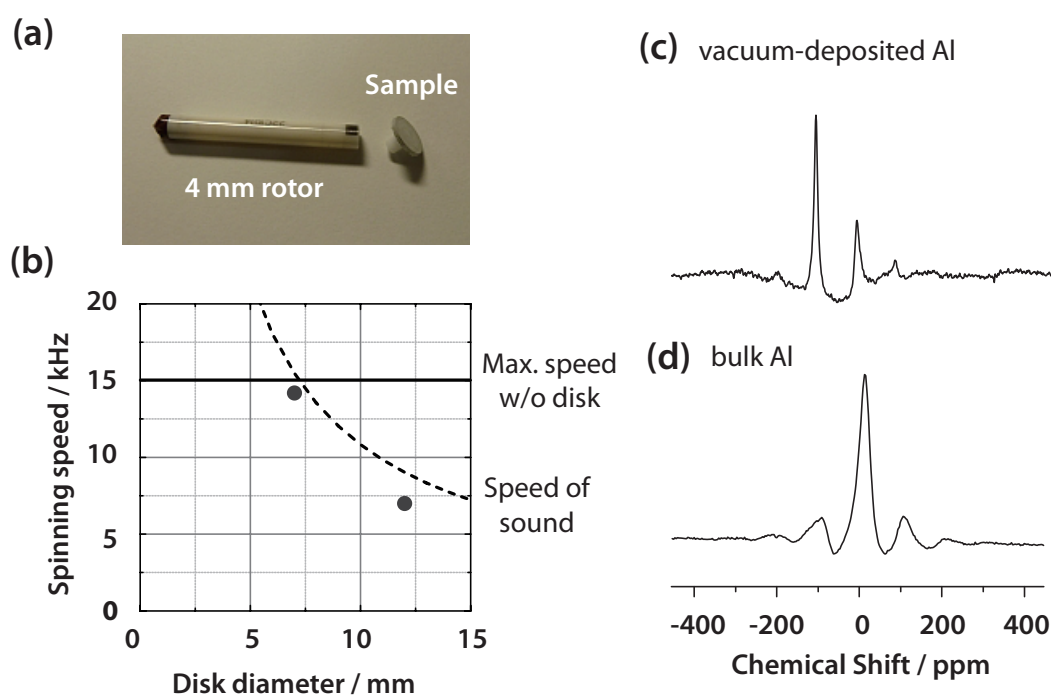 (a)
Sample
4 mm rotor
(b)
Spinning speed / kHz
20
15
10
5
0
0
5
10
15
Disk diameter / mm
Max. speed
w/o disk
Speed of
sound
(c) vacuum-deposited Al
(d) bulk Al
-400 -200 0 200 400
Chemical Shift / ppm